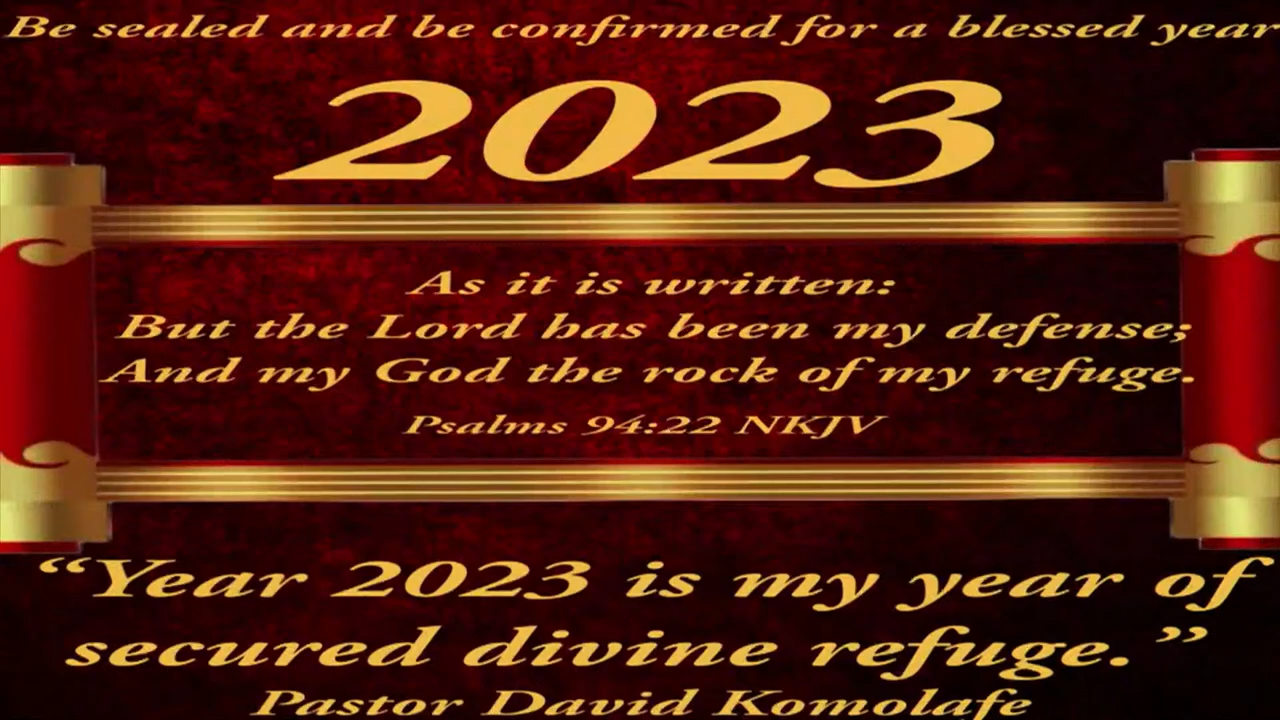 Be sealed and be confirmed for a blessed year
2023
As it is written:
But the Lord has been my defense;
And my God the rock of my refuge.
Psalms 94:22 NKJV
“Year 2023 is my year of
secured divine refuge.”
Pastor David Komolafe